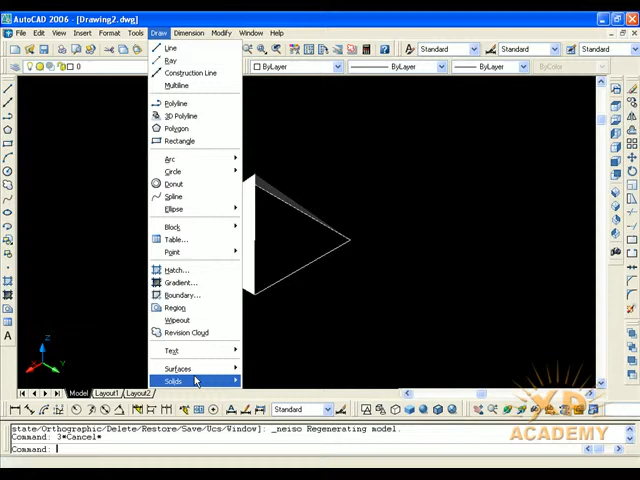 AutoCAD 2006 - [Drawing2.dwg]
File Edit View Insert Format Tools Draw Dimension Modify Window Help
Standard Standard Standard
0 ByLayer ByLayer ByLayer ByColor
Line
Ray
Construction Line
Multiline
Polyline
3D Polyline
Polygon
Rectangle
Arc
Circle
Donut
Spline
Ellipse
Block
Table...
Point
Hatch...
Gradient...
Boundary...
Region
Wipeout
Revision Cloud
Text
Surfaces
Solids
A
Z
X Y
Model Layout1 Layout2
Standard
state/Orthographic/Delete/Restore/Save/Ucs/Window]: _neiso Regenerating model.
Command: 3*Cancel*
Command:
XD
ACADEMY